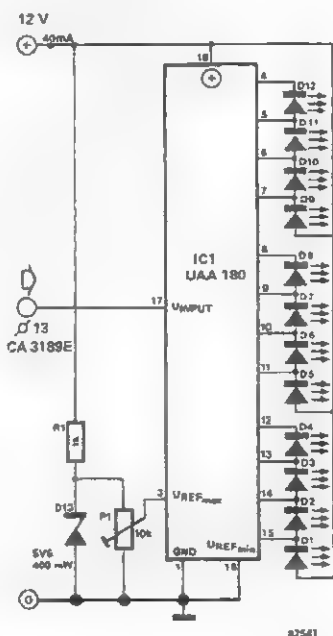 12 V
40mA
18
4
D12
5
D11
6
D10
7
D9
IC1
UAA 180
8
D8
9
D7
17
UINPUT
10
D6
13
CA 3189E
11
D5
12
D4
R1
1k
13
D3
3
UREFmax
14
D2
D13
P1
10k
15
D1
5V6
400 mW
GND
UREFmin
1
16
0